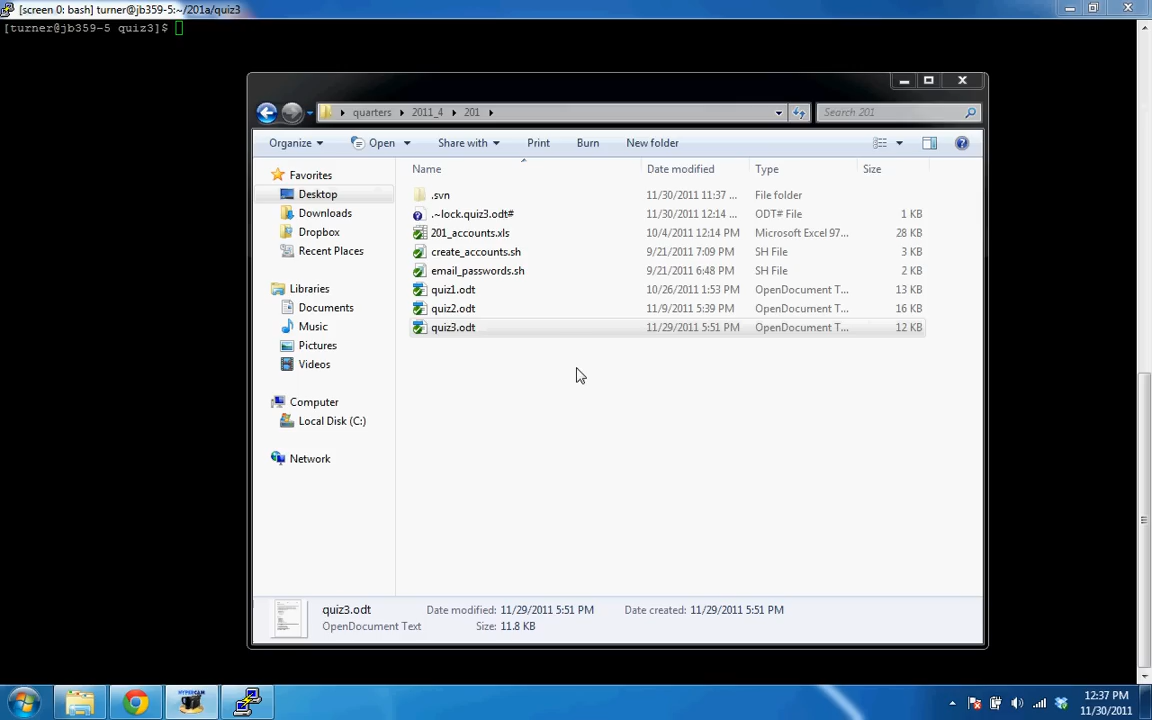 [screen 0: bash] turner@jb359-5:~/201a/quiz3
[turner@jb359-5 quiz3]$
quarters 2011_4 201
Search 201
Organize Open Share with Print Burn New folder
Name Date modified Type Size
Favorites
Desktop
Downloads
Dropbox
Recent Places
Libraries
Documents
Music
Pictures
Videos
Computer
Local Disk (C:)
Network
.svn 11/30/2011 11:37 ... File folder
.~lock.quiz3.odt# 11/30/2011 12:14 ... ODT# File 1 KB
201_accounts.xls 10/4/2011 12:14 PM Microsoft Excel 97... 28 KB
create_accounts.sh 9/21/2011 7:09 PM SH File 3 KB
email_passwords.sh 9/21/2011 6:48 PM SH File 2 KB
quiz1.odt 10/26/2011 1:53 PM OpenDocument T... 13 KB
quiz2.odt 11/9/2011 5:39 PM OpenDocument T... 16 KB
quiz3.odt 11/29/2011 5:51 PM OpenDocument T... 12 KB
quiz3.odt Date modified: 11/29/2011 5:51 PM Date created: 11/29/2011 5:51 PM
OpenDocument Text Size: 11.8 KB
HYPERCAM
12:37 PM
11/30/2011